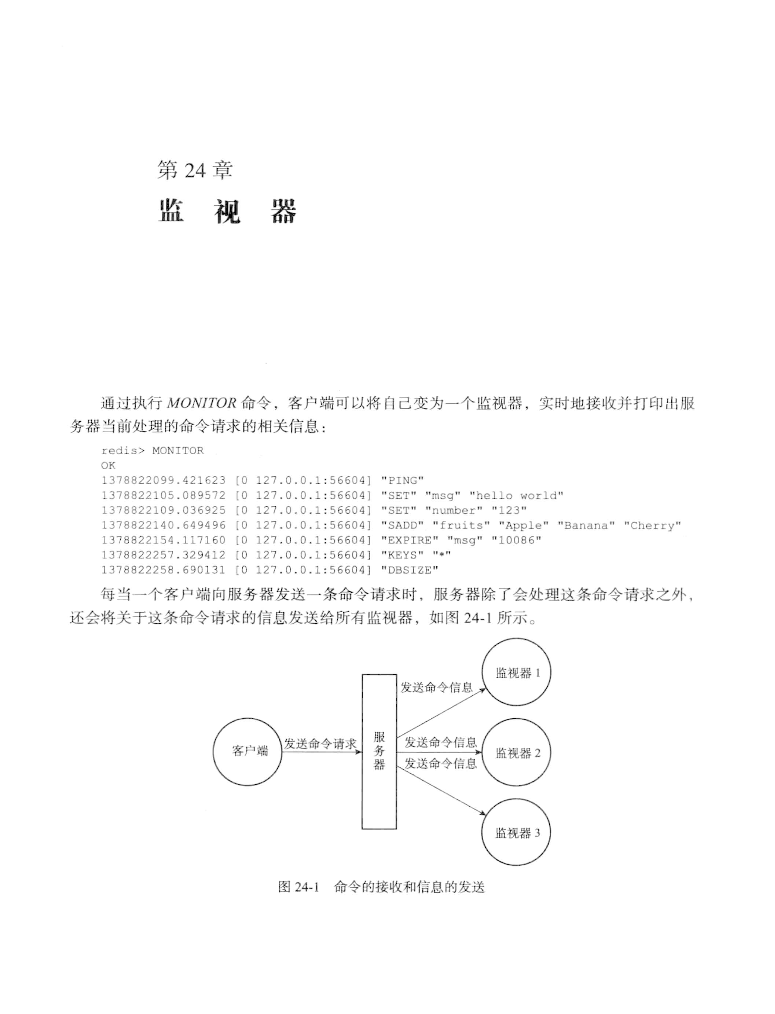 第 24 章
监 视 器
通过执行 MONITOR 命令，客户端可以将自己变为一个监视器，实时地接收并打印出服
务器当前处理的命令请求的相关信息：
redis> MONITOR
OK
1378822099.421623 [0 127.0.0.1:56604] "PING"
1378822105.089572 [0 127.0.0.1:56604] "SET" "msg" "hello world"
1378822109.036925 [0 127.0.0.1:56604] "SET" "number" "123"
1378822140.649496 [0 127.0.0.1:56604] "SADD" "fruits" "Apple" "Banana" "Cherry"
1378822154.117160 [0 127.0.0.1:56604] "EXPIRE" "msg" "10086"
1378822257.329412 [0 127.0.0.1:56604] "KEYS" "*"
1378822258.690131 [0 127.0.0.1:56604] "DBSIZE"
每当一个客户端向服务器发送一条命令请求时，服务器除了会处理这条命令请求之外，
还会将关于这条命令请求的信息发送给所有监视器，如图 24-1 所示。
监视器 1
发送命令信息
客户端
发送命令请求
服务器
发送命令信息
监视器 2
发送命令信息
监视器 3
图 24-1 命令的接收和信息的发送